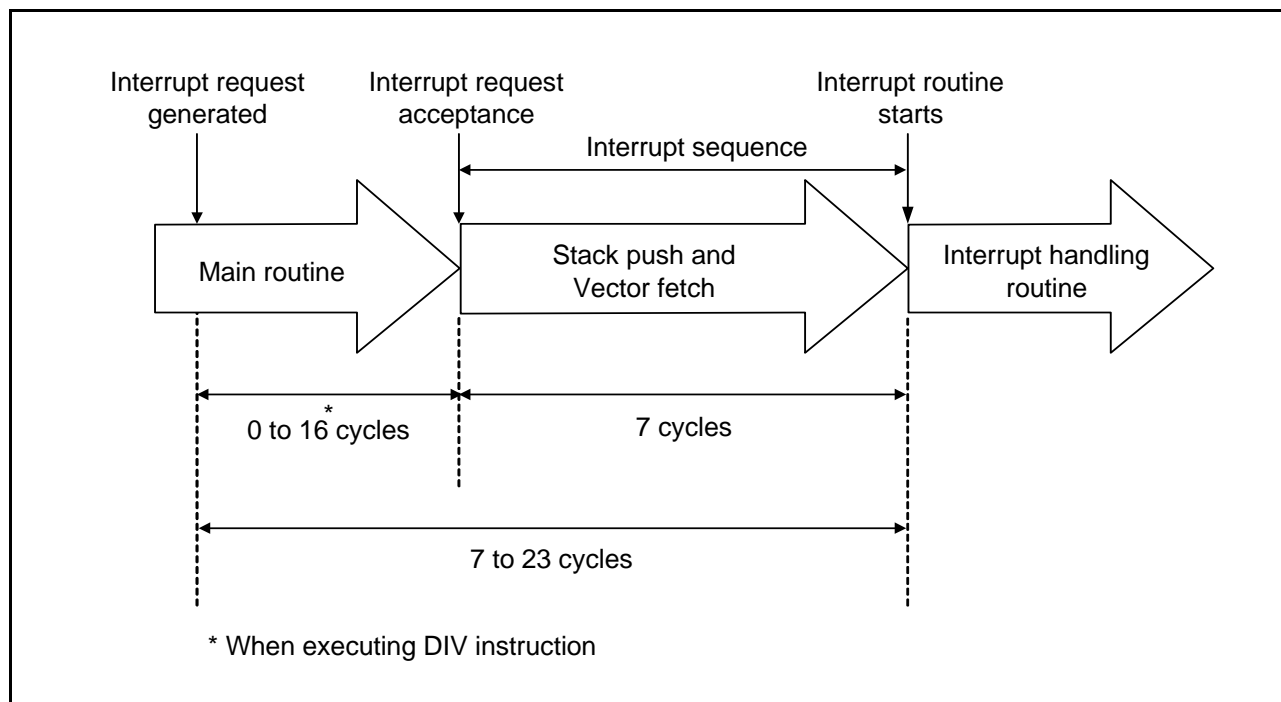 Interrupt request
generated
Interrupt request
acceptance
Interrupt routine
starts
Interrupt sequence
Main routine
Stack push and
Vector fetch
Interrupt handling
routine
*
0 to 16 cycles
7 cycles
7 to 23 cycles
* When executing DIV instruction